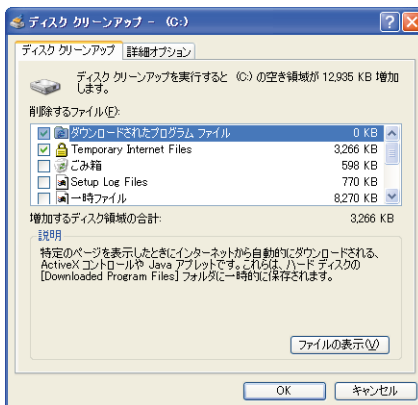 ディスク クリーンアップ - (C:)
ディスク クリーンアップ 詳細オプション
ディスク クリーンアップを実行すると (C:) の空き領域が 12,935 KB 増加
します。
削除するファイル(F):
ダウンロードされたプログラム ファイル 0 KB
Temporary Internet Files 3,266 KB
ごみ箱 598 KB
Setup Log Files 770 KB
一時ファイル 8,270 KB
増加するディスク領域の合計: 3,266 KB
説明
特定のページを表示したときにインターネットから自動的にダウンロードされる、
ActiveX コントロールや Java アプレットです。これらは、ハード ディスクの
[Downloaded Program Files] フォルダに一時的に保存されます。
ファイルの表示(V)
OK キャンセル